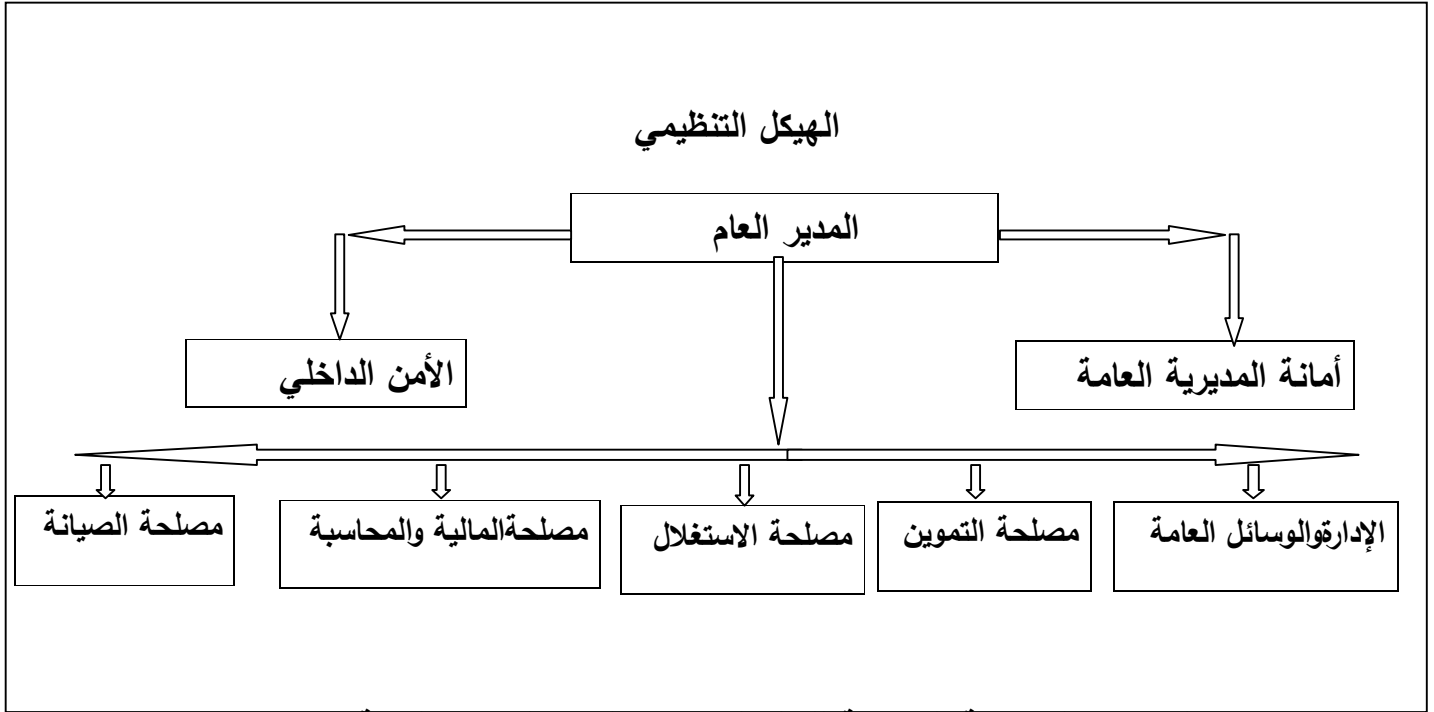 الهيكل التنظيمي
المدير العام
أمانة المديرية العامة
الأمن الداخلي
الإدارةوالوسائل العامة
مصلحة التموين
مصلحة الاستغلال
مصلحةالمالية والمحاسبة
مصلحة الصيانة